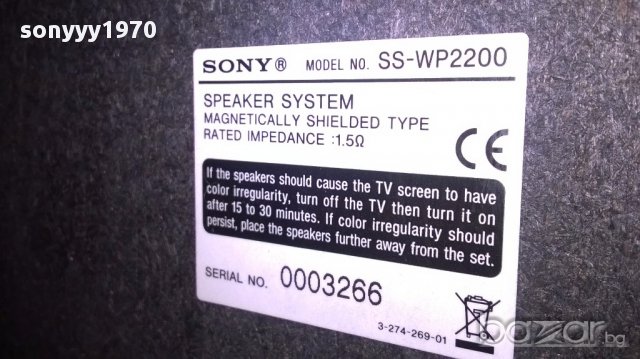 sonyyy1970
SONY® MODEL NO. SS-WP2200
SPEAKER SYSTEM
MAGNETICALLY SHIELDED TYPE
RATED IMPEDANCE :1.5Ω
CE
If the speakers should cause the TV screen to have
color irregularity, turn off the TV then turn it on
after 15 to 30 minutes. If color irregularity should
persist, place the speakers further away from the set.
SERIAL NO. 0003266
3-274-269-01
bazar.bg